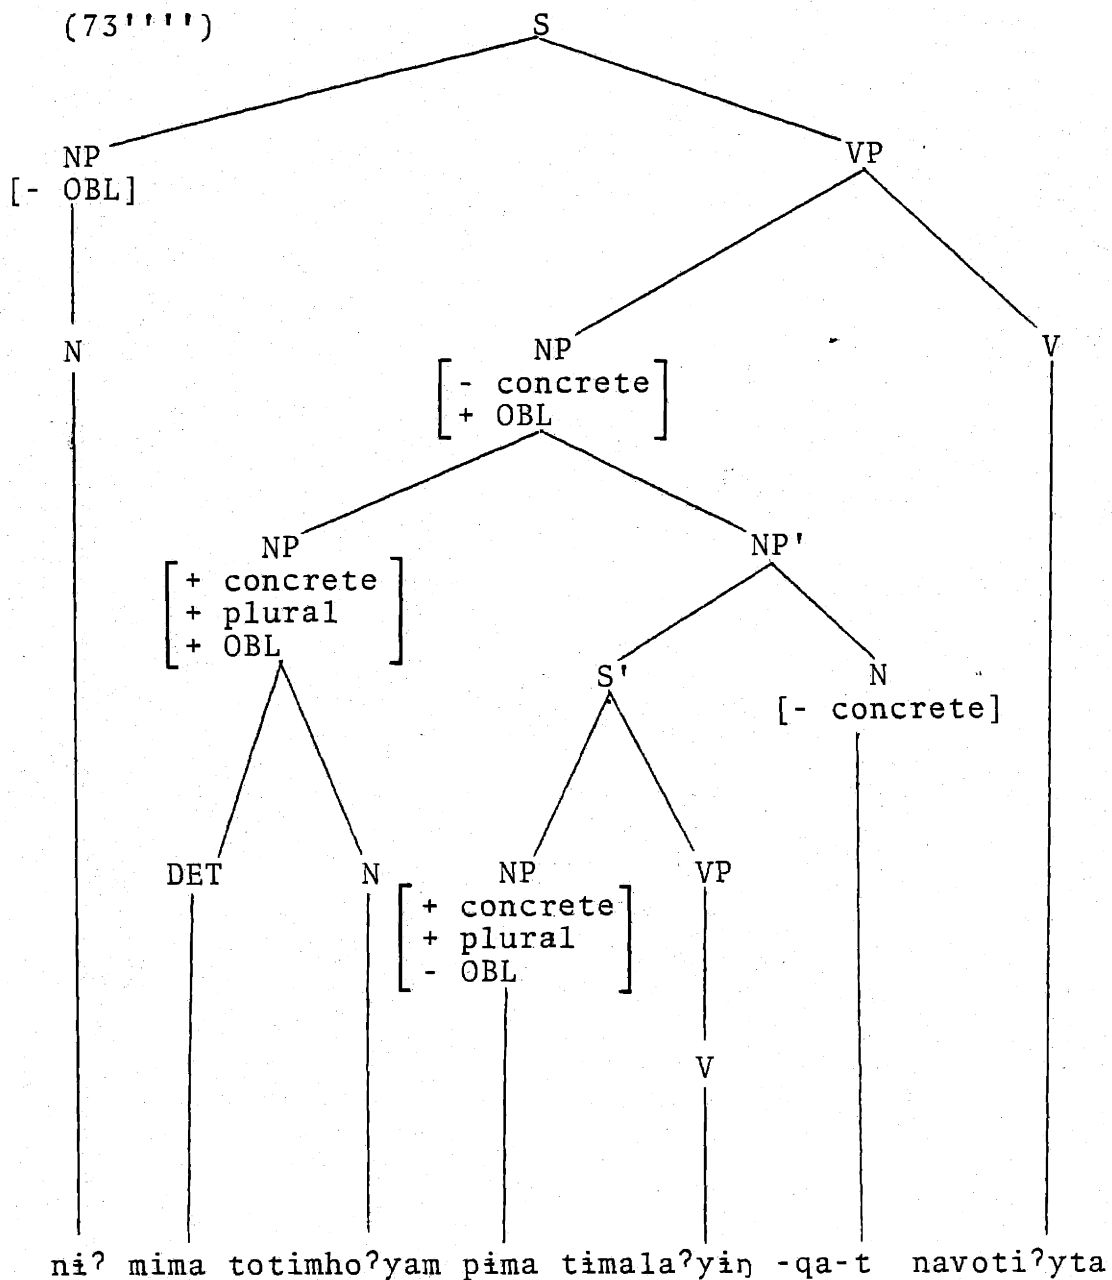 (73'''') S
NP VP
[- OBL]
N NP V
[- concrete
+ OBL]
NP NP'
[+ concrete
+ plural
+ OBL]
S' N
[- concrete]
DET N NP VP
[+ concrete
+ plural
- OBL]
V
nɨʔ mima totimhoʔyam pɨma tɨmalaʔyɨŋ -qa-t navotiʔyta